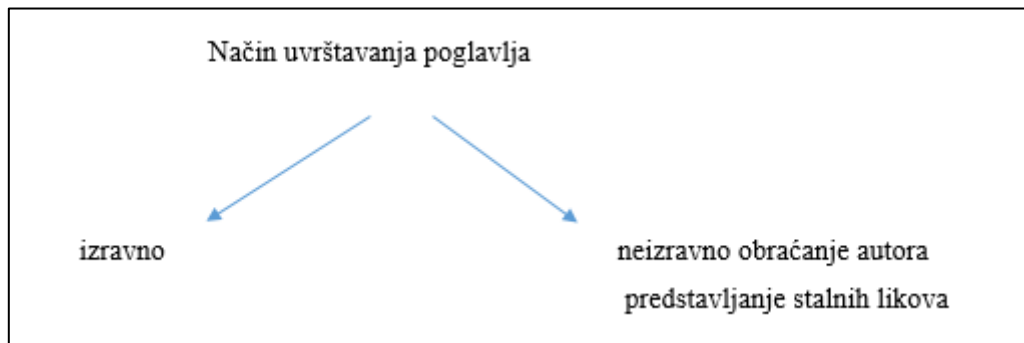 Način uvrštavanja poglavlja
izravno
neizravno obraćanje autora
predstavljanje stalnih likova